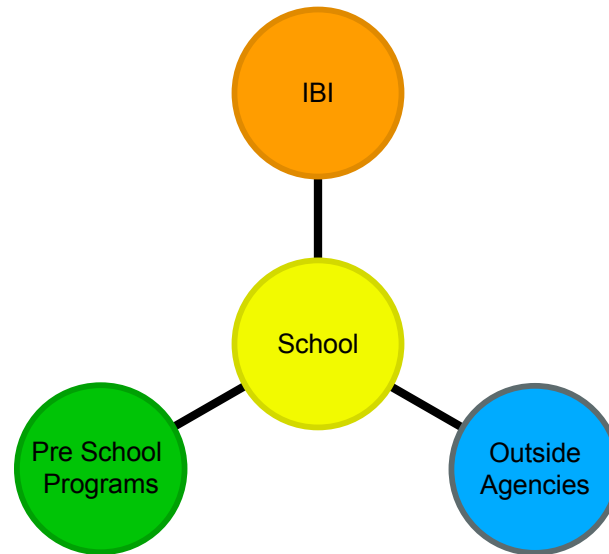 IBI
School
Pre School
Programs
Outside
Agencies